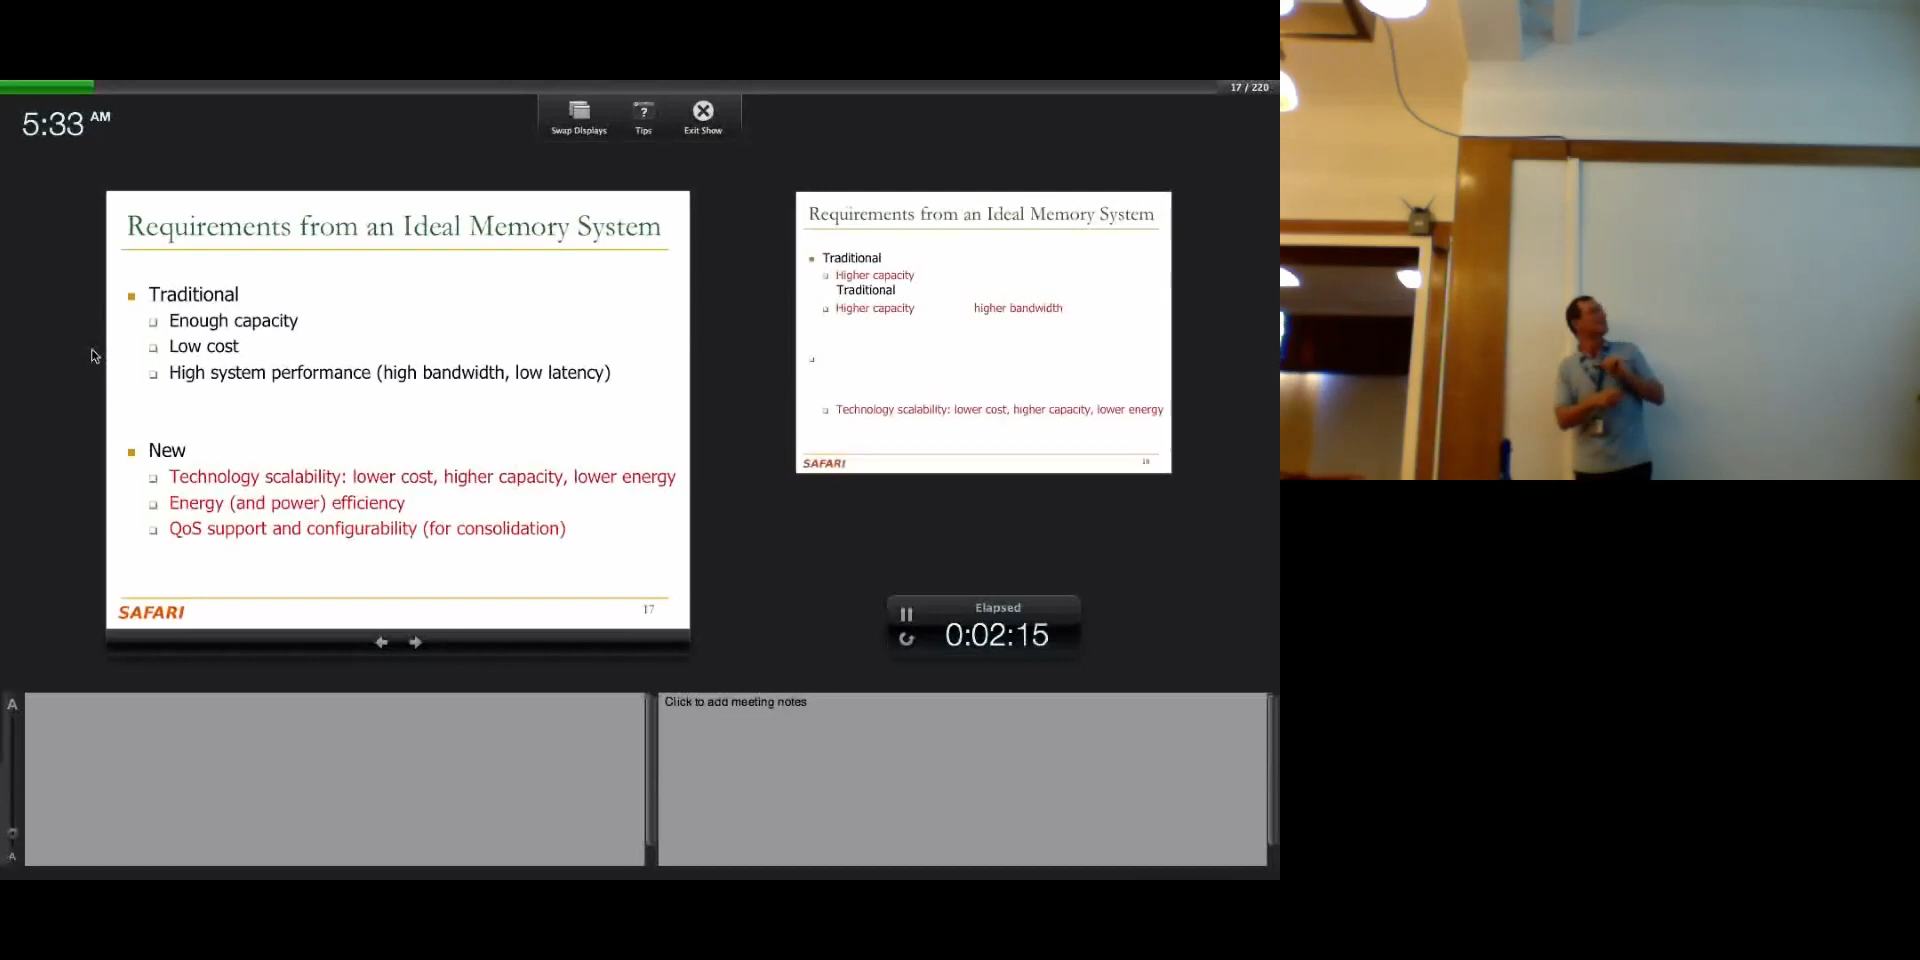 17 / 220
5:33 AM
Swap Displays
Tips
Exit Show
Requirements from an Ideal Memory System
Traditional
Enough capacity
Low cost
High system performance (high bandwidth, low latency)
New
Technology scalability: lower cost, higher capacity, lower energy
Energy (and power) efficiency
QoS support and configurability (for consolidation)
SAFARI
17
Requirements from an Ideal Memory System
Traditional
Higher capacity
Traditional
Higher capacity higher bandwidth
Technology scalability: lower cost, higher capacity, lower energy
SAFARI
18
Elapsed
0:02:15
A
A
Click to add meeting notes